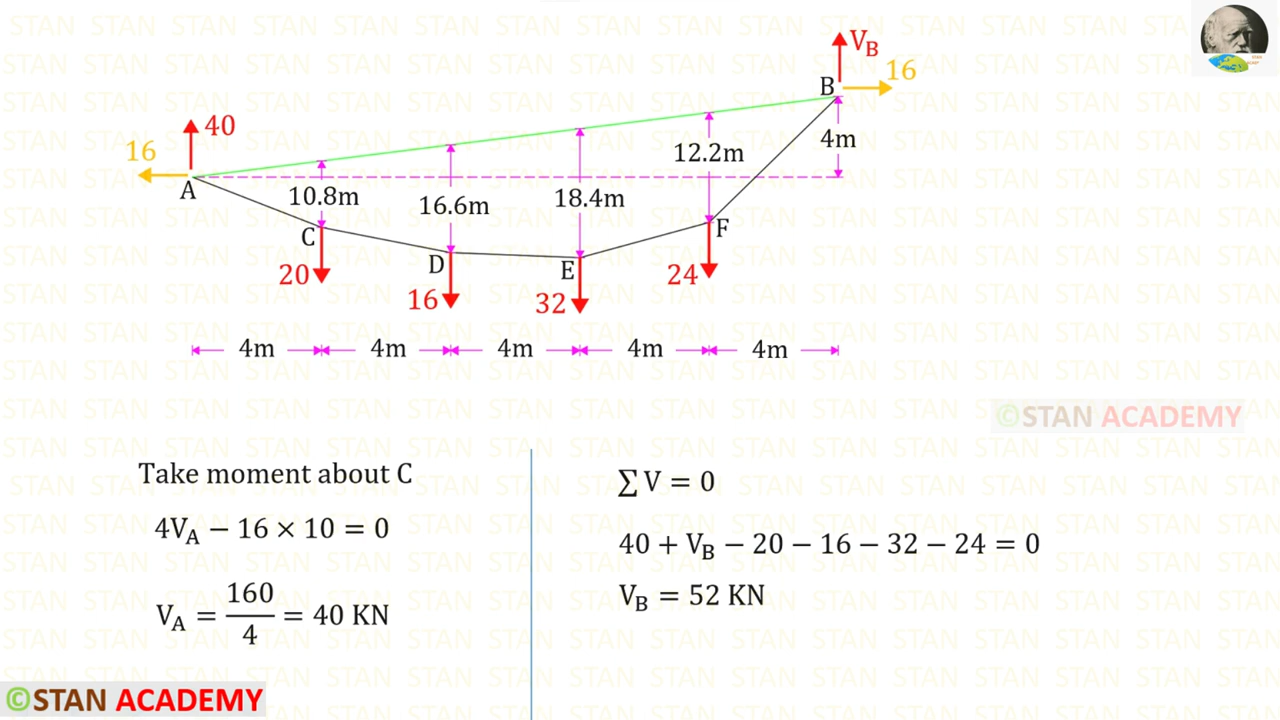 V_B
16
B
40
16
4m
12.2m
A
10.8m
16.6m
18.4m
C
F
D
E
20
24
16
32
4m 4m 4m 4m 4m
©STAN ACADEMY
Take moment about C
4V_A − 16 × 10 = 0
V_A = 160/4 = 40 KN
∑ V = 0
40 + V_B − 20 − 16 − 32 − 24 = 0
V_B = 52 KN
©STAN ACADEMY